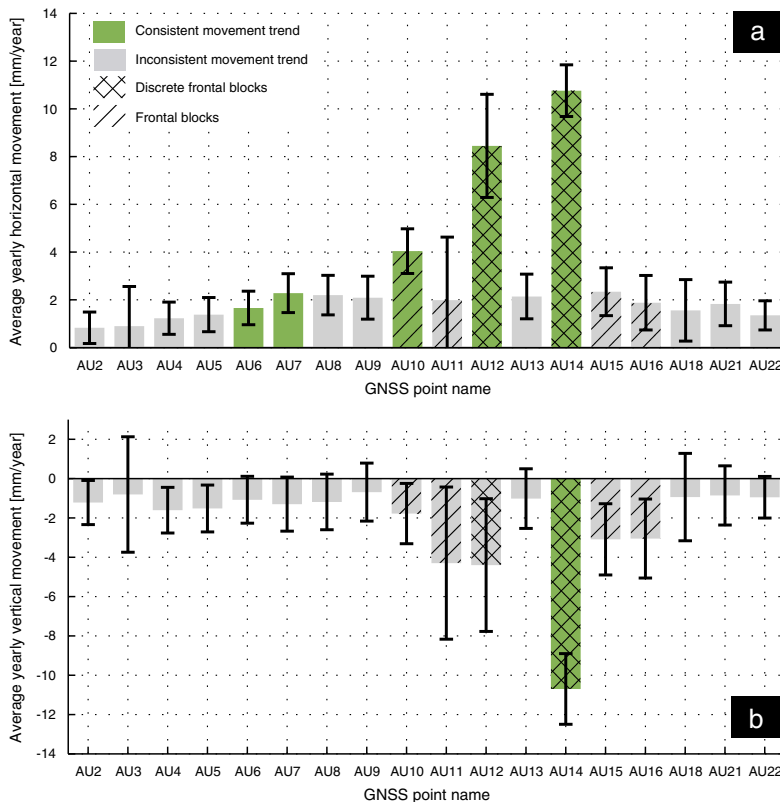 Consistent movement trend
Inconsistent movement trend
Discrete frontal blocks
Frontal blocks
a
Average yearly horizontal movement [mm/year]
14
12
10
8
6
4
2
0
AU2 AU3 AU4 AU5 AU6 AU7 AU8 AU9 AU10 AU11 AU12 AU13 AU14 AU15 AU16 AU18 AU21 AU22
GNSS point name
Average yearly vertical movement [mm/year]
2
0
-2
-4
-6
-8
-10
-12
-14
b
AU2 AU3 AU4 AU5 AU6 AU7 AU8 AU9 AU10 AU11 AU12 AU13 AU14 AU15 AU16 AU18 AU21 AU22
GNSS point name